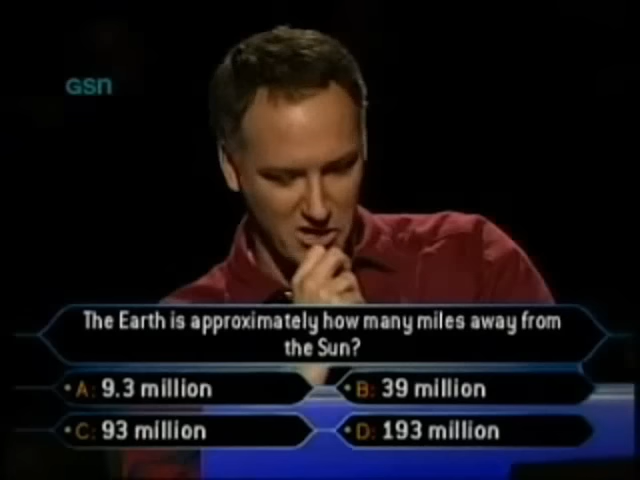 GSN
The Earth is approximately how many miles away from
the Sun?
A: 9.3 million
B: 39 million
C: 93 million
D: 193 million